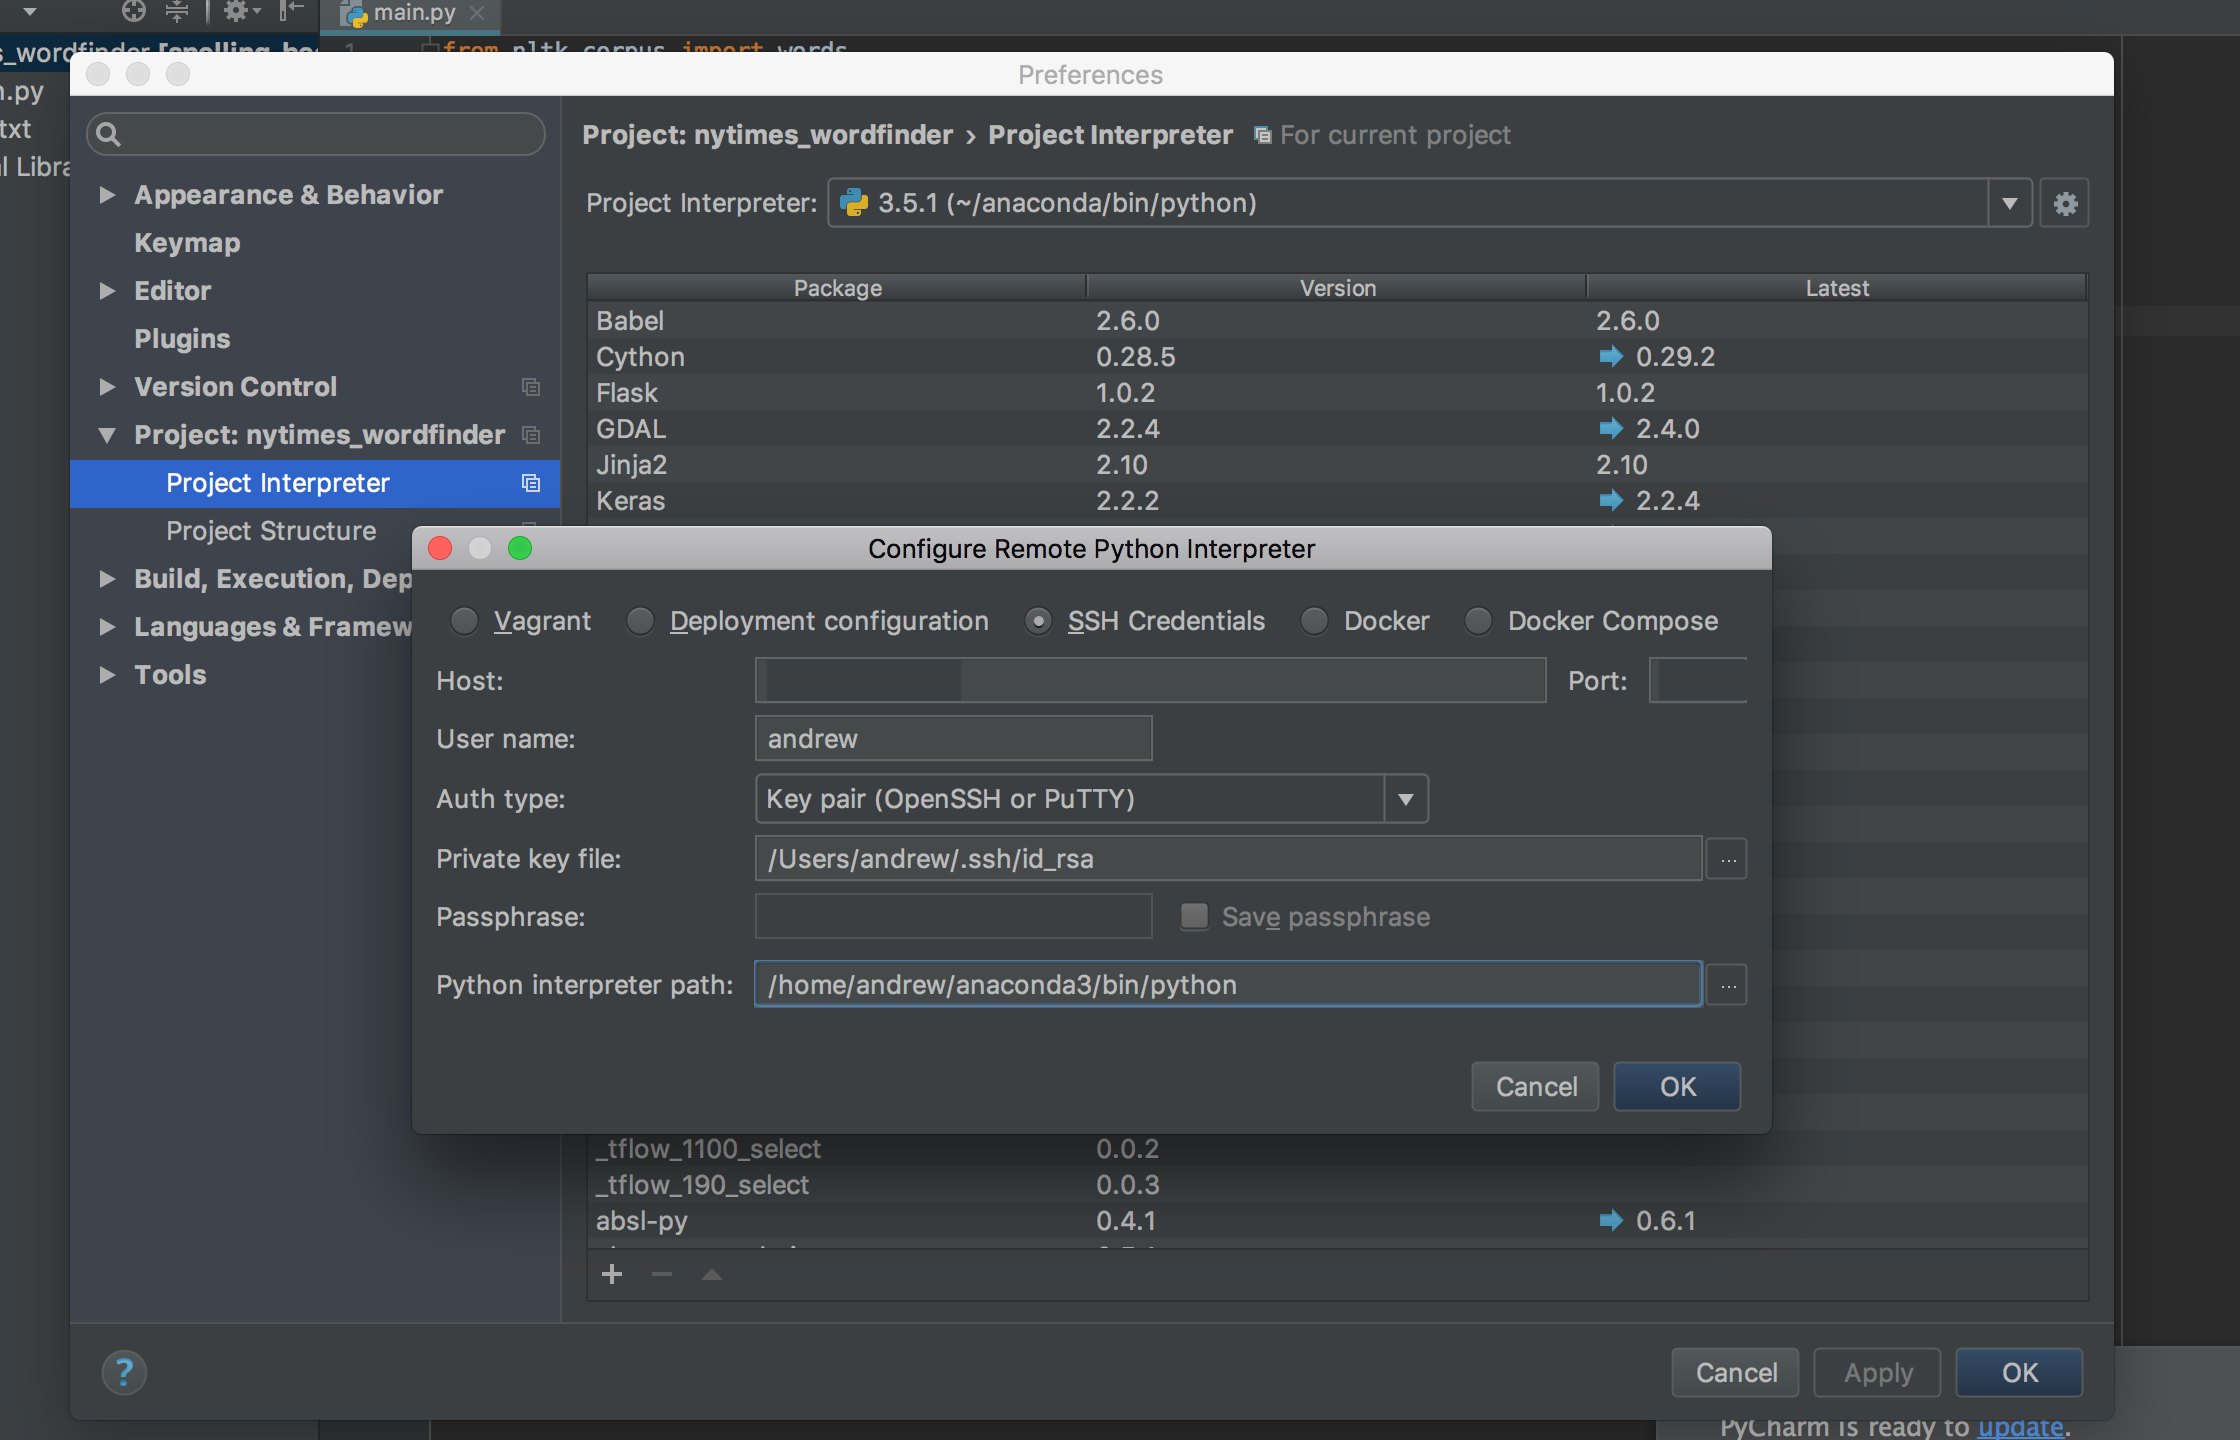 main.py
1 from nltk.corpus import words
Preferences
.py
txt
Project: nytimes_wordfinder › Project Interpreter For current project
Appearance & Behavior
Keymap
Editor
Plugins
Version Control
Project: nytimes_wordfinder
Project Interpreter
Project Structure
Build, Execution, Dep
Languages & Framew
Tools
Project Interpreter: 3.5.1 (~/anaconda/bin/python)
Package Version Latest
Babel 2.6.0 2.6.0
Cython 0.28.5 0.29.2
Flask 1.0.2 1.0.2
GDAL 2.2.4 2.4.0
Jinja2 2.10 2.10
Keras 2.2.2 2.2.4
Configure Remote Python Interpreter
Vagrant Deployment configuration SSH Credentials Docker Docker Compose
Host: Port:
User name: andrew
Auth type: Key pair (OpenSSH or PuTTY)
Private key file: /Users/andrew/.ssh/id_rsa ...
Passphrase: Save passphrase
Python interpreter path: /home/andrew/anaconda3/bin/python ...
Cancel OK
_tflow_1100_select 0.0.2
_tflow_190_select 0.0.3
absl-py 0.4.1 0.6.1
?
Cancel Apply OK
PyCharm is ready to update.